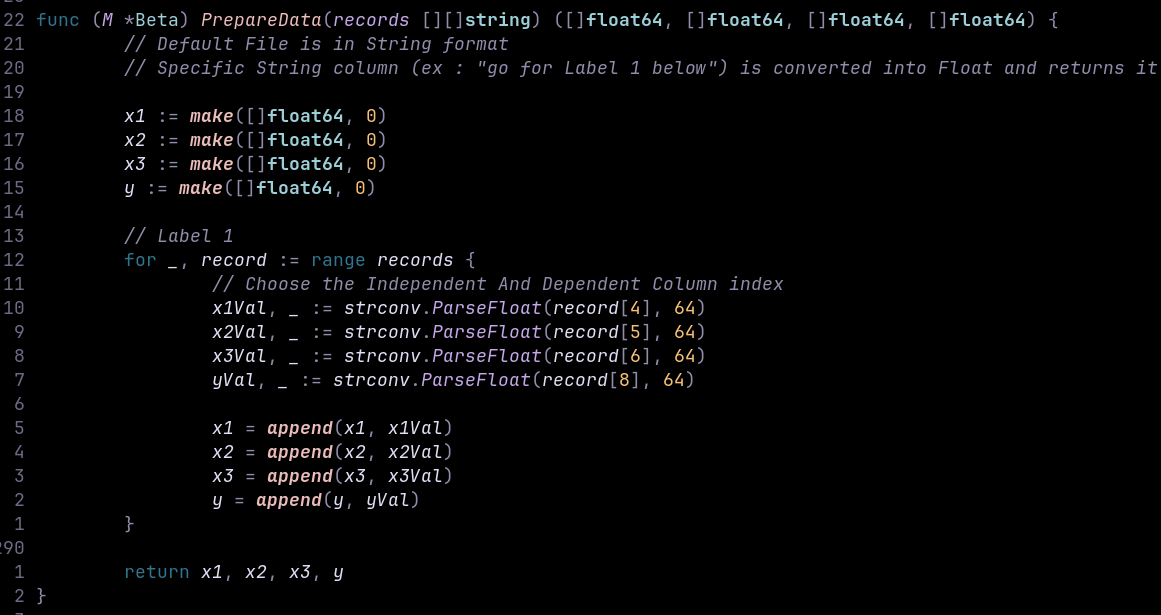 22 func (M *Beta) PrepareData(records [][]string) ([]float64, []float64, []float64, []float64) {
21 // Default File is in String format
20 // Specific String column (ex : "go for Label 1 below") is converted into Float and returns it
19
18 x1 := make([]float64, 0)
17 x2 := make([]float64, 0)
16 x3 := make([]float64, 0)
15 y := make([]float64, 0)
14
13 // Label 1
12 for _, record := range records {
11 // Choose the Independent And Dependent Column index
10 x1Val, _ := strconv.ParseFloat(record[4], 64)
9 x2Val, _ := strconv.ParseFloat(record[5], 64)
8 x3Val, _ := strconv.ParseFloat(record[6], 64)
7 yVal, _ := strconv.ParseFloat(record[8], 64)
6
5 x1 = append(x1, x1Val)
4 x2 = append(x2, x2Val)
3 x3 = append(x3, x3Val)
2 y = append(y, yVal)
1 }
290
1 return x1, x2, x3, y
2 }